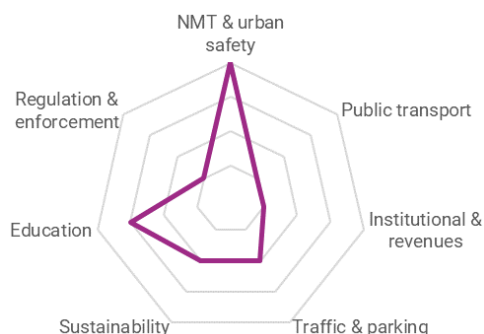 NMT & urban
safety
Regulation &
enforcement
Public transport
Education
Institutional &
revenues
Sustainability
Traffic & parking